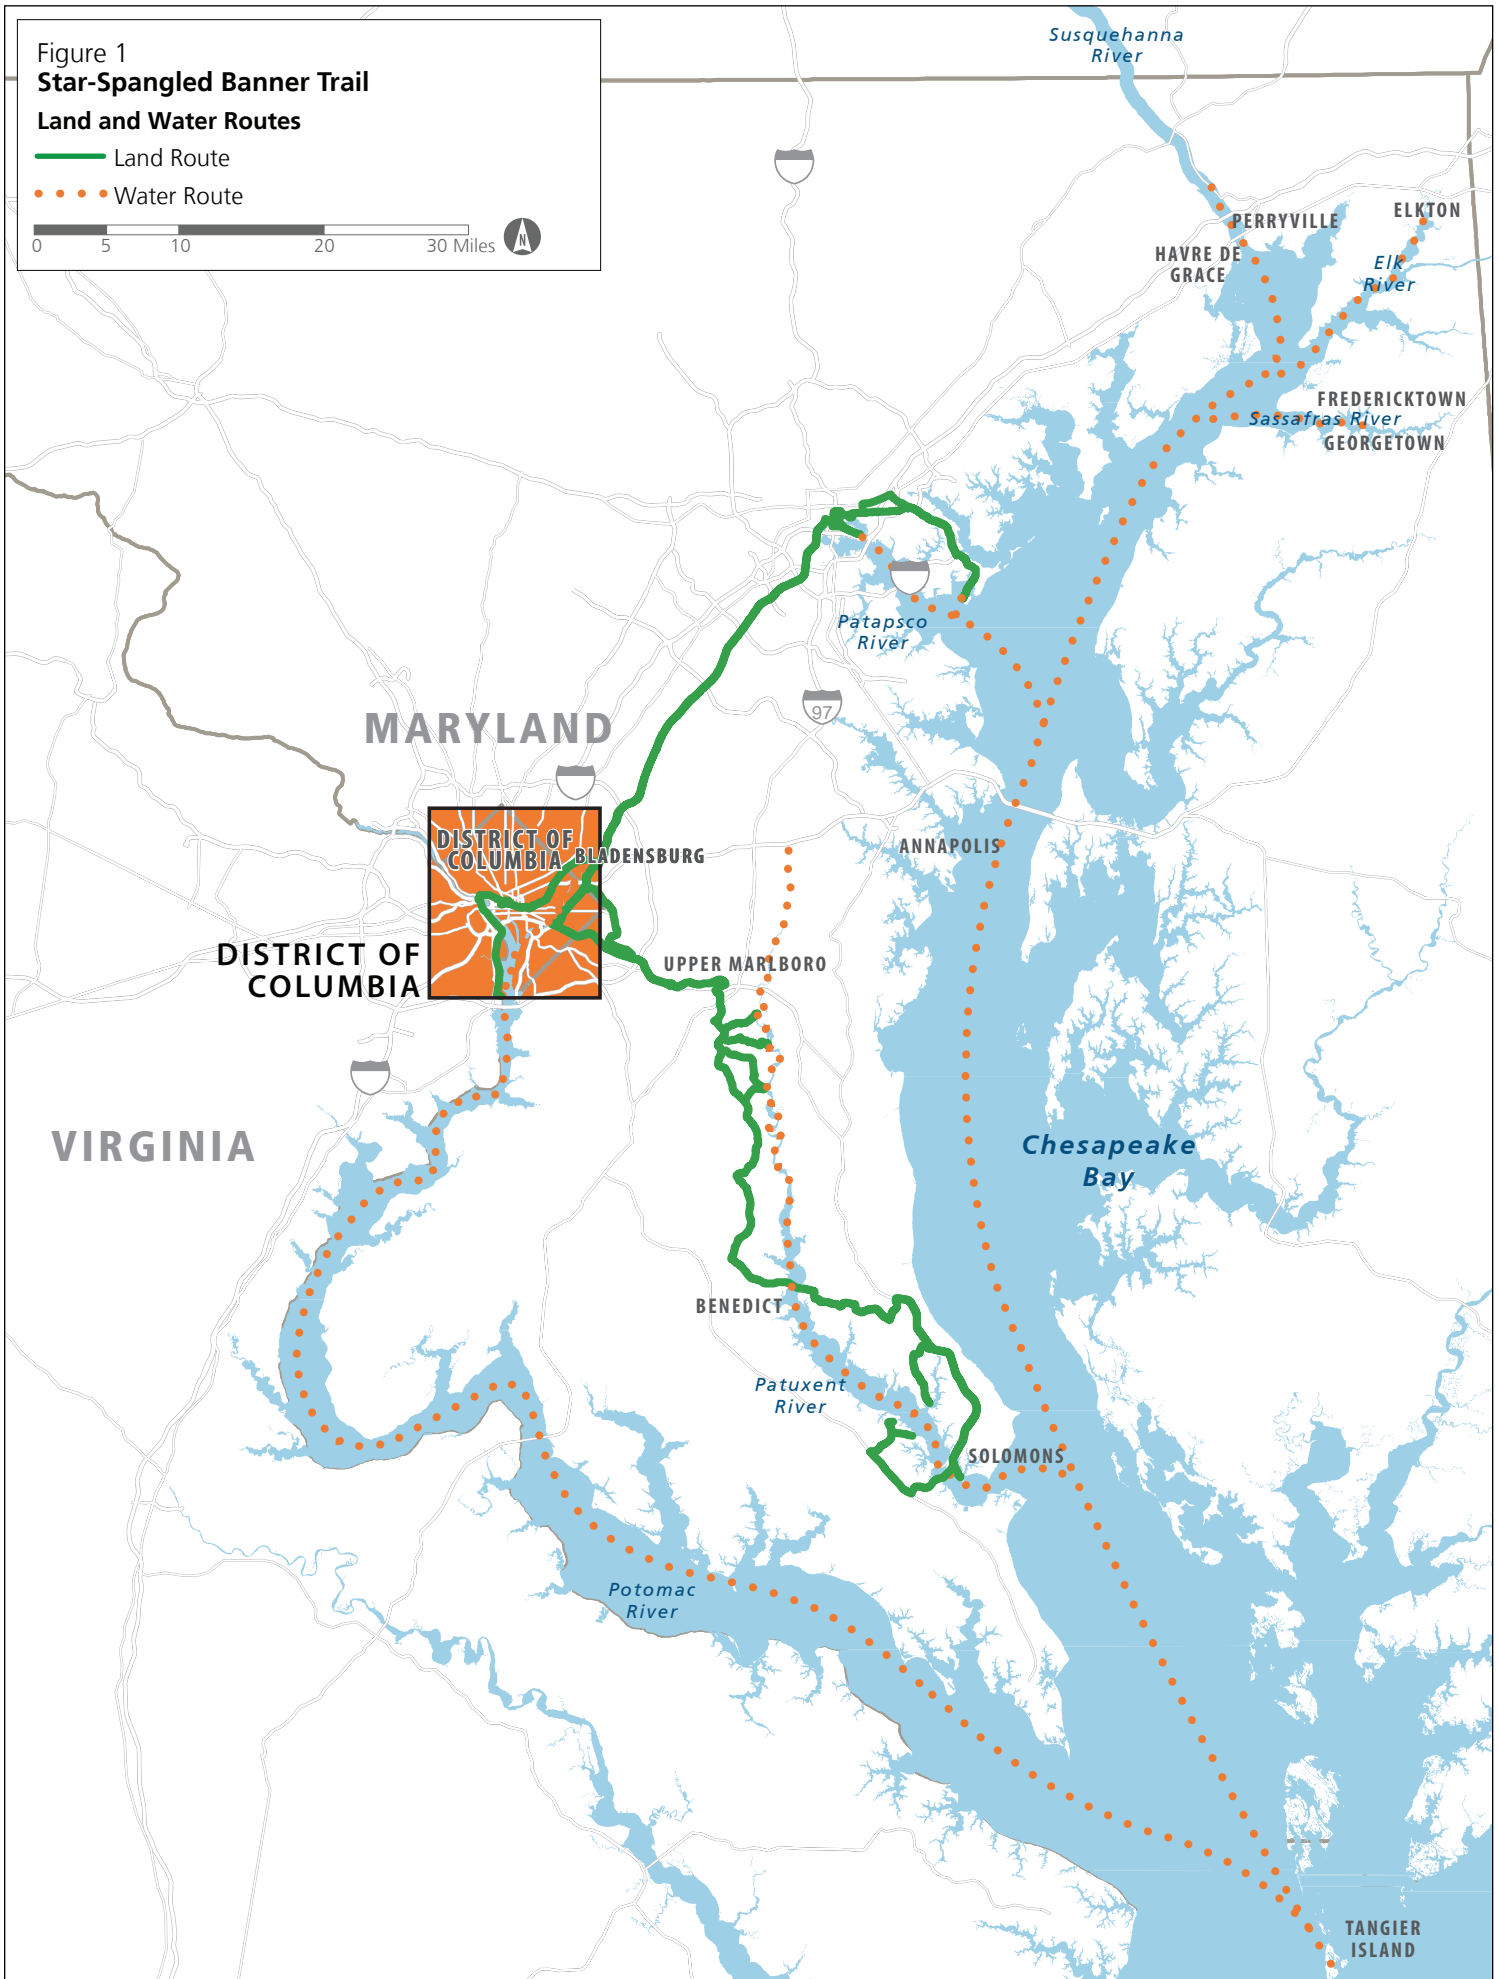 Figure 1
Star-Spangled Banner Trail
Land and Water Routes
Land Route
Water Route
0 5 10 20 30 Miles
N
Susquehanna
River
PERRYVILLE
ELKTON
HAVRE DE
GRACE
Elk
River
FREDERICKTOWN
Sassafras River
GEORGETOWN
Patapsco
River
97
MARYLAND
DISTRICT OF
COLUMBIA
BLADENSBURG
ANNAPOLIS
DISTRICT OF
COLUMBIA
UPPER MARLBORO
VIRGINIA
Chesapeake
Bay
BENEDICT
Patuxent
River
SOLOMONS
Potomac
River
TANGIER
ISLAND